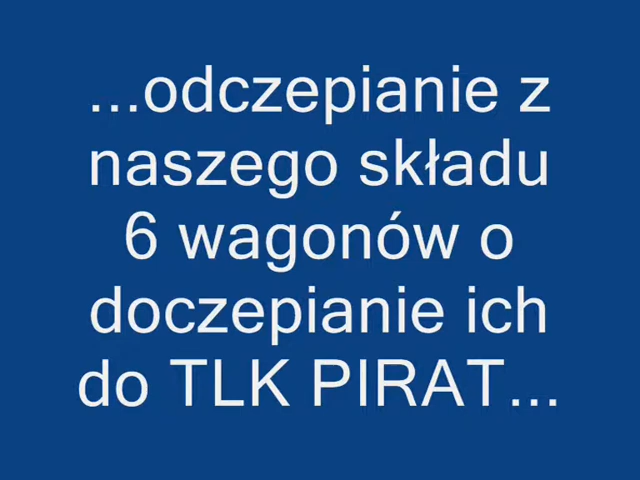 ...odczepianie z
naszego składu
6 wagonów o
doczepianie ich
do TLK PIRAT...